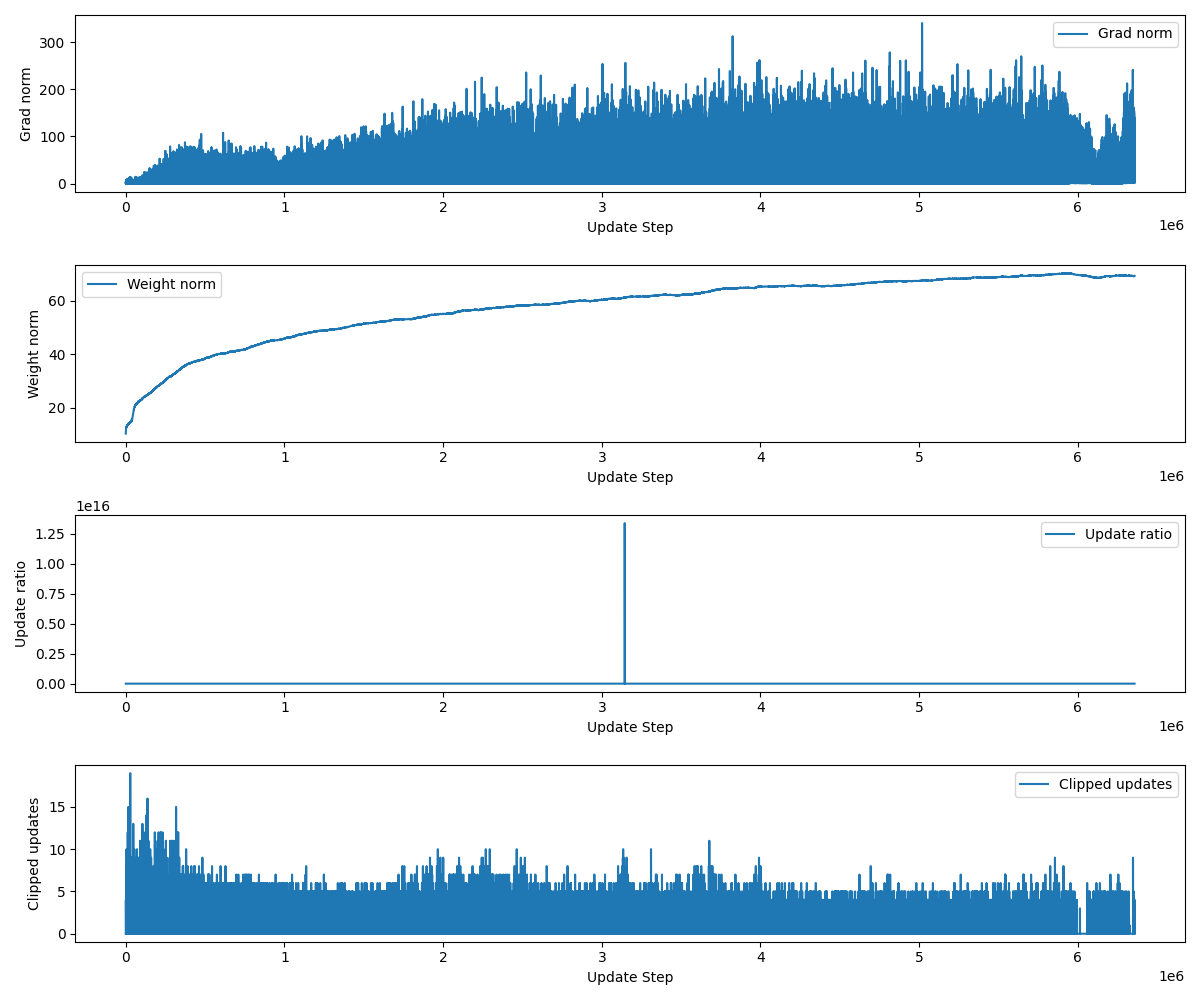 Grad norm
300
200
100
0
Grad norm
0 1 2 3 4 5 6
1e6
Update Step
Weight norm
60
40
20
Weight norm
0 1 2 3 4 5 6
1e6
Update Step
1e16
Update ratio
1.25
1.00
0.75
0.50
0.25
0.00
Update ratio
0 1 2 3 4 5 6
1e6
Update Step
Clipped updates
15
10
5
0
Clipped updates
0 1 2 3 4 5 6
1e6
Update Step